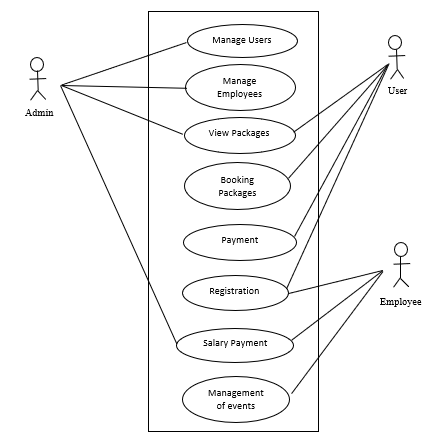 Manage Users
Manage
Employees
Admin
User
View Packages
Booking
Packages
Payment
Registration
Employee
Salary Payment
Management
of events